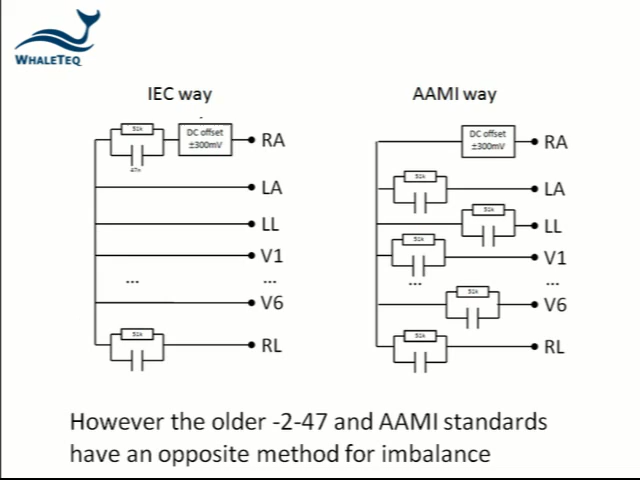 WHALETEQ
IEC way
51k
DC offset
±300mV
RA
47n
LA
LL
V1
... ...
V6
51k
RL
AAMI way
DC offset
±300mV
RA
51k
LA
51k
LL
51k
V1
... ...
51k
V6
51k
RL
However the older -2-47 and AAMI standards
have an opposite method for imbalance